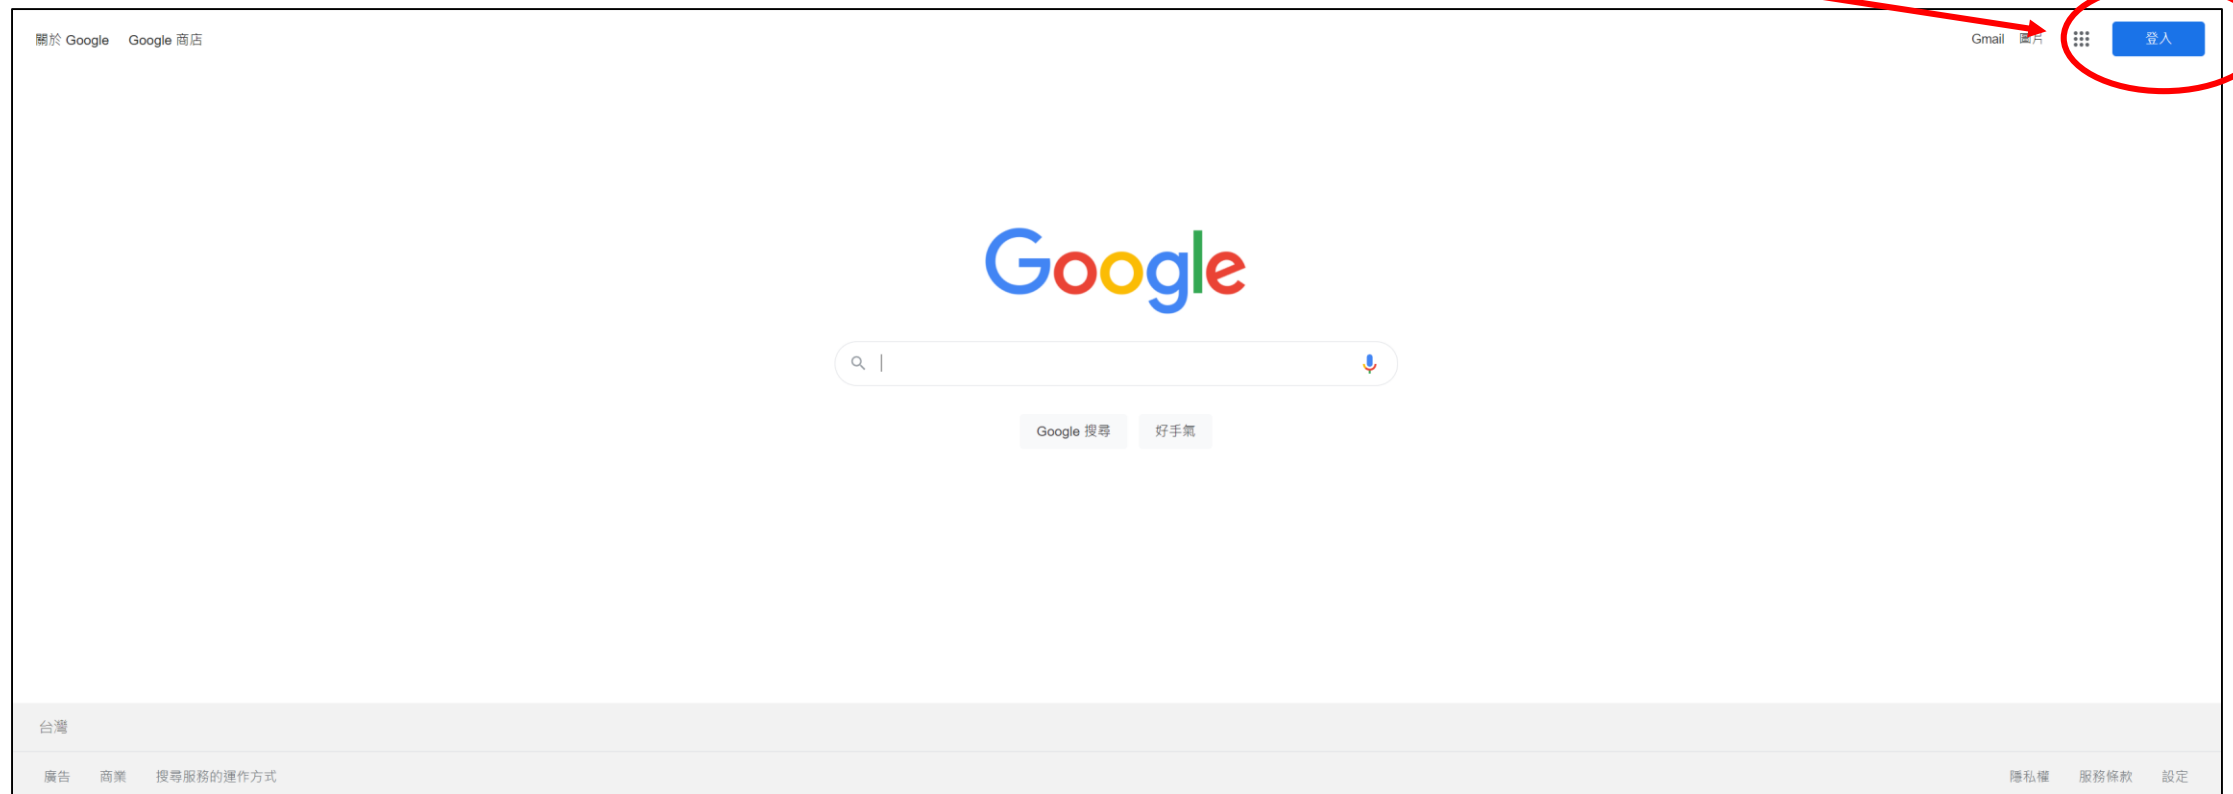 關於 Google Google 商店 Gmail 圖片 登入
Google
Google 搜尋 好手氣
台灣
廣告 商業 搜尋服務的運作方式 隱私權 服務條款 設定